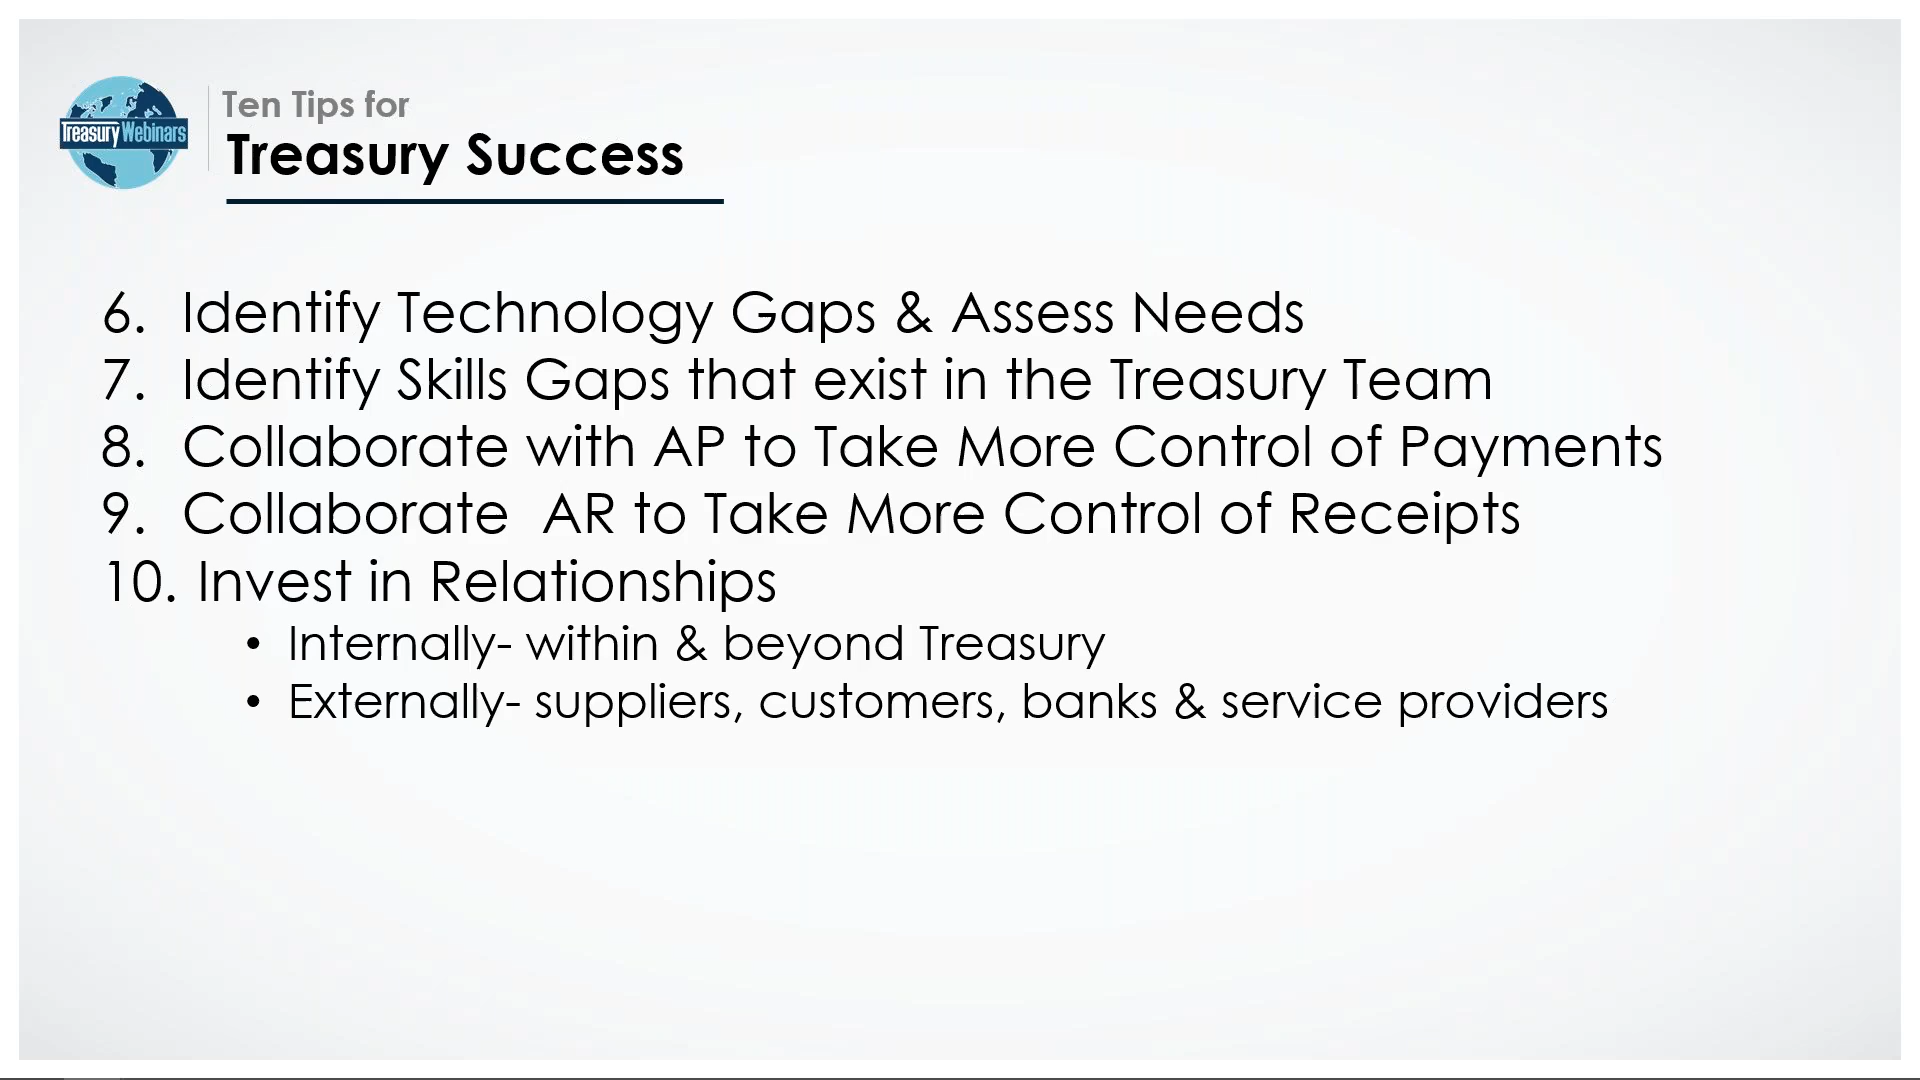 TreasuryWebinars
Ten Tips for
Treasury Success
6. Identify Technology Gaps & Assess Needs
7. Identify Skills Gaps that exist in the Treasury Team
8. Collaborate with AP to Take More Control of Payments
9. Collaborate  AR to Take More Control of Receipts
10. Invest in Relationships
• Internally- within & beyond Treasury
• Externally- suppliers, customers, banks & service providers